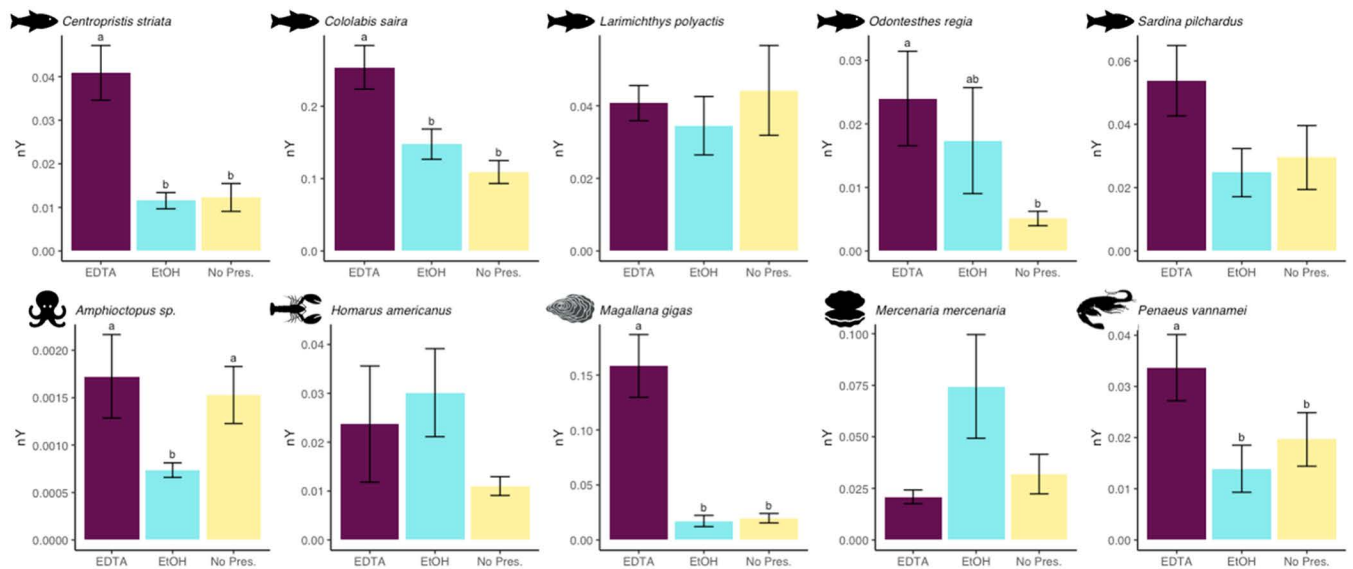 Centropristis striata
a
b
b
nY
0.04
0.03
0.02
0.01
0.00
EDTA EtOH No Pres.
Cololabis saira
a
b
b
nY
0.2
0.1
0.0
EDTA EtOH No Pres.
Larimichthys polyactis
nY
0.04
0.02
0.00
EDTA EtOH No Pres.
Odontesthes regia
a
ab
b
nY
0.03
0.02
0.01
0.00
EDTA EtOH No Pres.
Sardina pilchardus
nY
0.06
0.04
0.02
0.00
EDTA EtOH No Pres.
Amphioctopus sp.
a
b
a
nY
0.0020
0.0015
0.0010
0.0005
0.0000
EDTA EtOH No Pres.
Homarus americanus
nY
0.04
0.03
0.02
0.01
0.00
EDTA EtOH No Pres.
Magallana gigas
a
b
b
nY
0.15
0.10
0.05
0.00
EDTA EtOH No Pres.
Mercenaria mercenaria
nY
0.100
0.075
0.050
0.025
0.000
EDTA EtOH No Pres.
Penaeus vannamei
a
b
b
nY
0.04
0.03
0.02
0.01
0.00
EDTA EtOH No Pres.